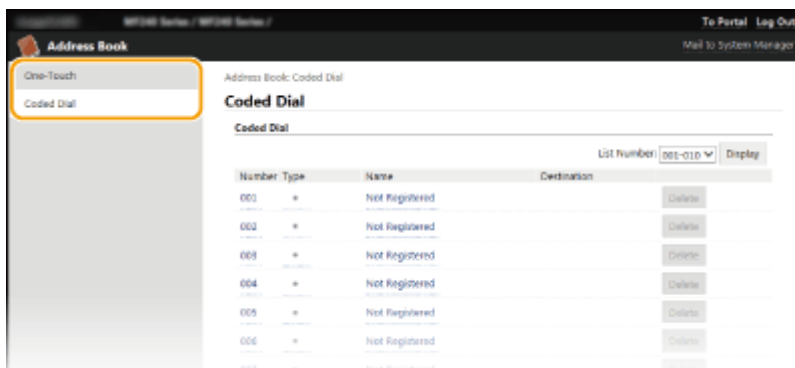 MF240 Series / MF240 Series /
To Portal Log Out
Address Book
Mail to System Manager
One-Touch
Coded Dial
Address Book: Coded Dial
Coded Dial
Coded Dial
List Number: 001-010 Display
Number Type Name Destination
001 Not Registered Delete
002 Not Registered Delete
003 Not Registered Delete
004 Not Registered Delete
005 Not Registered Delete
006 Not Registered Delete